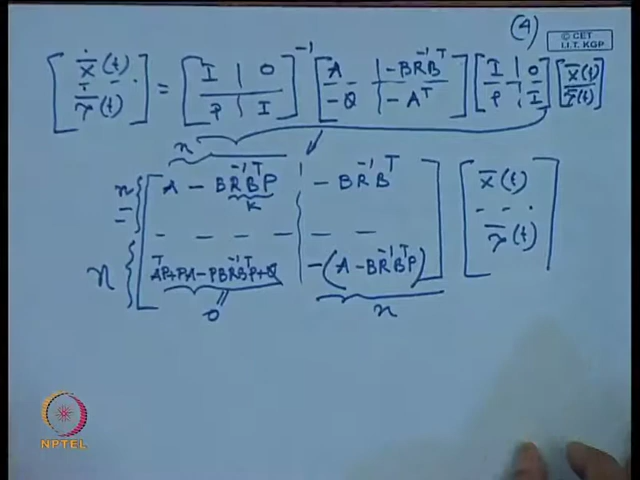 (4)
© CET
I.I.T. KGP
[ẋ̄(t) / λ̄̇(t)] = [I | 0 / P | I]⁻¹ [A | -BR⁻¹Bᵀ / -Q | -Aᵀ] [I | 0 / P | I] [x̄(t) / λ̄(t)]
n
n [A - BR⁻¹BᵀP | - BR⁻¹Bᵀ] [x̄(t)]
K
n [AᵀP+PA-PBR⁻¹BᵀP+Q | -(A-BR⁻¹BᵀP)] [λ̄(t)]
0 n
NPTEL